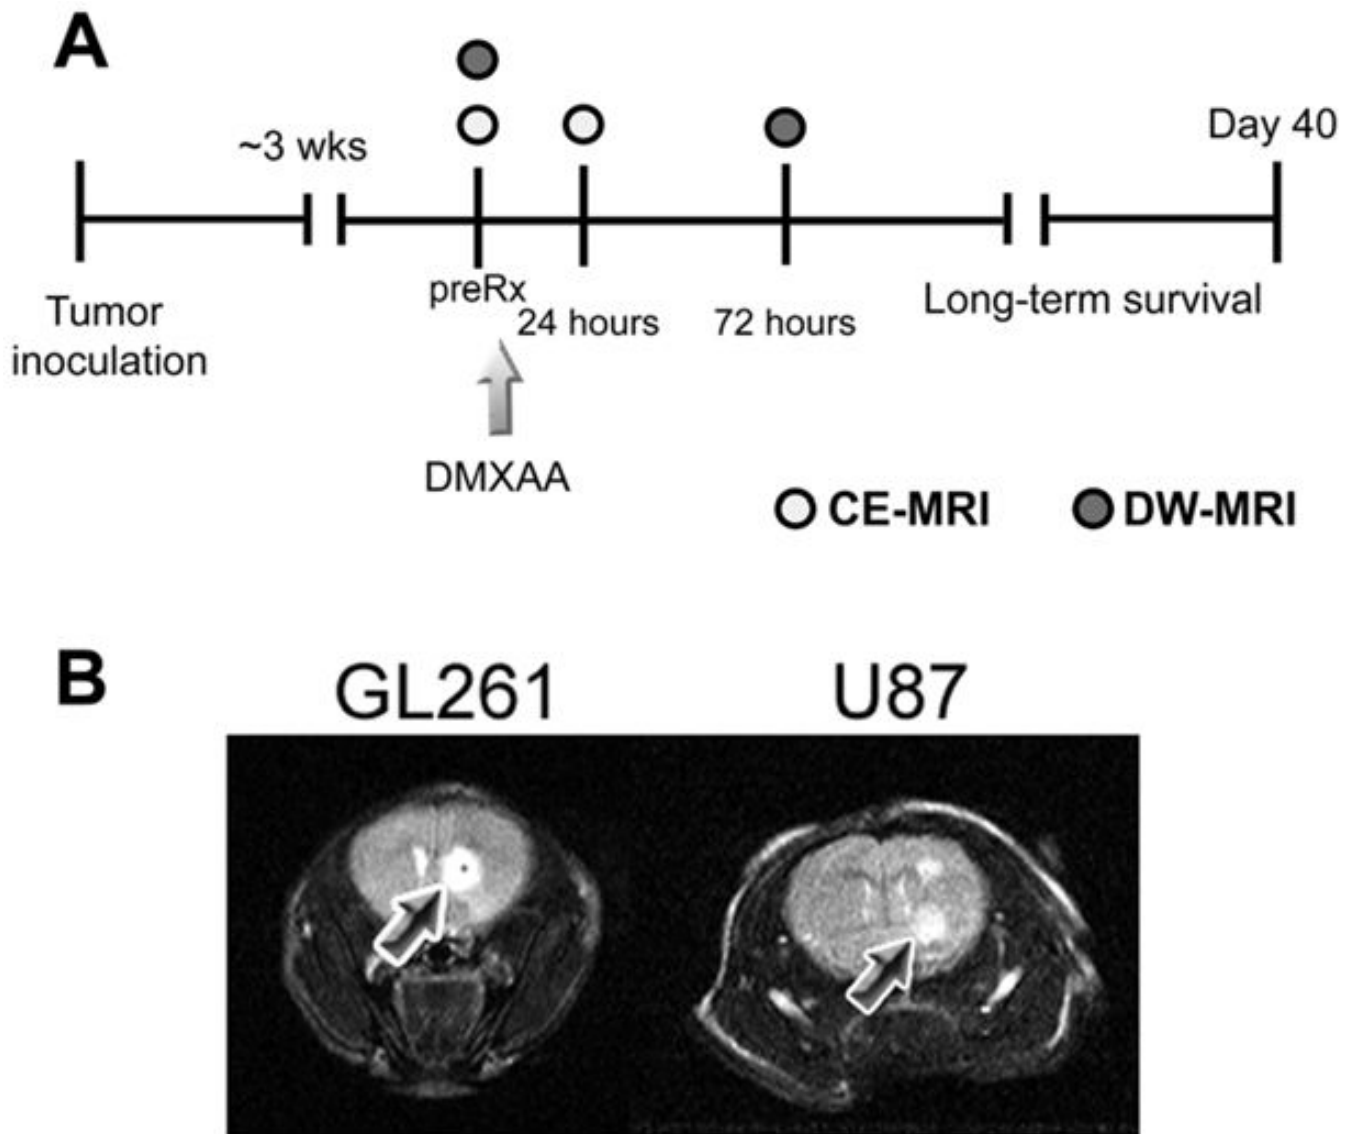 A
~3 wks
Day 40
Tumor
inoculation
preRx
24 hours
72 hours
Long-term survival
DMXAA
CE-MRI
DW-MRI
B
GL261
U87